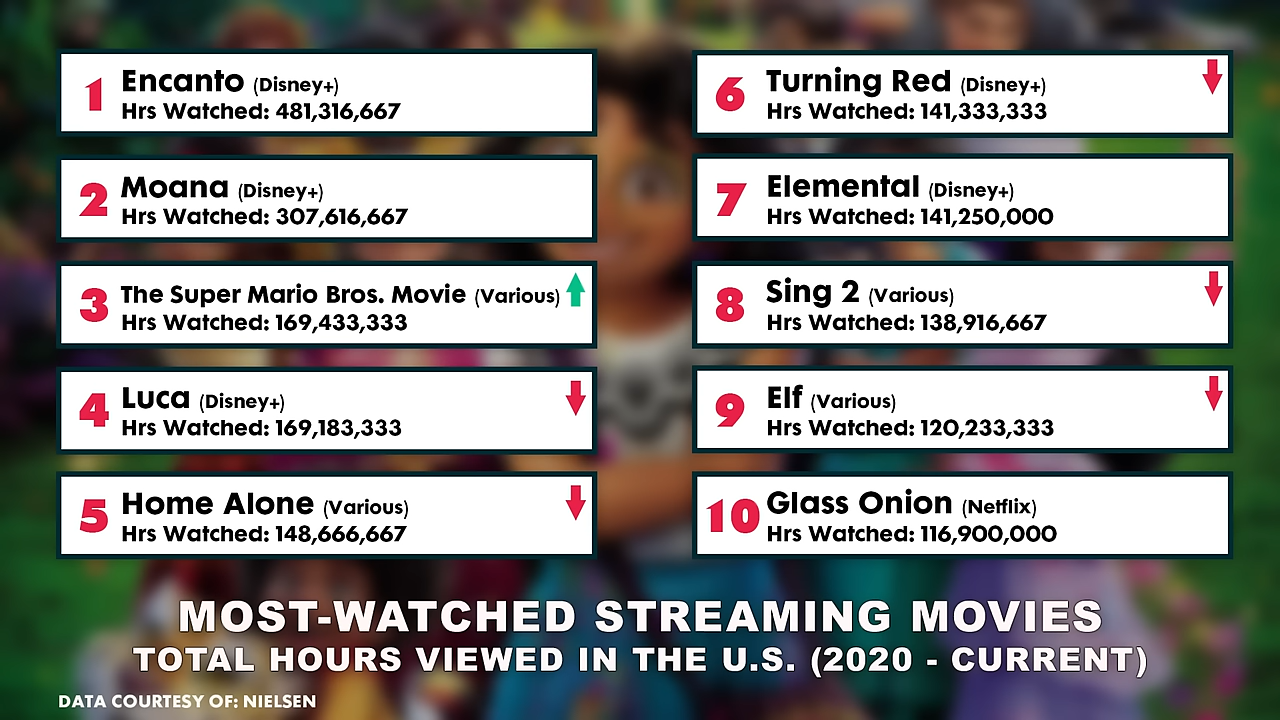 1
Encanto (Disney+)
Hrs Watched: 481,316,667
2
Moana (Disney+)
Hrs Watched: 307,616,667
3
The Super Mario Bros. Movie (Various)
Hrs Watched: 169,433,333
4
Luca (Disney+)
Hrs Watched: 169,183,333
5
Home Alone (Various)
Hrs Watched: 148,666,667
6
Turning Red (Disney+)
Hrs Watched: 141,333,333
7
Elemental (Disney+)
Hrs Watched: 141,250,000
8
Sing 2 (Various)
Hrs Watched: 138,916,667
9
Elf (Various)
Hrs Watched: 120,233,333
10
Glass Onion (Netflix)
Hrs Watched: 116,900,000
MOST-WATCHED STREAMING MOVIES
TOTAL HOURS VIEWED IN THE U.S. (2020 - CURRENT)
DATA COURTESY OF: NIELSEN